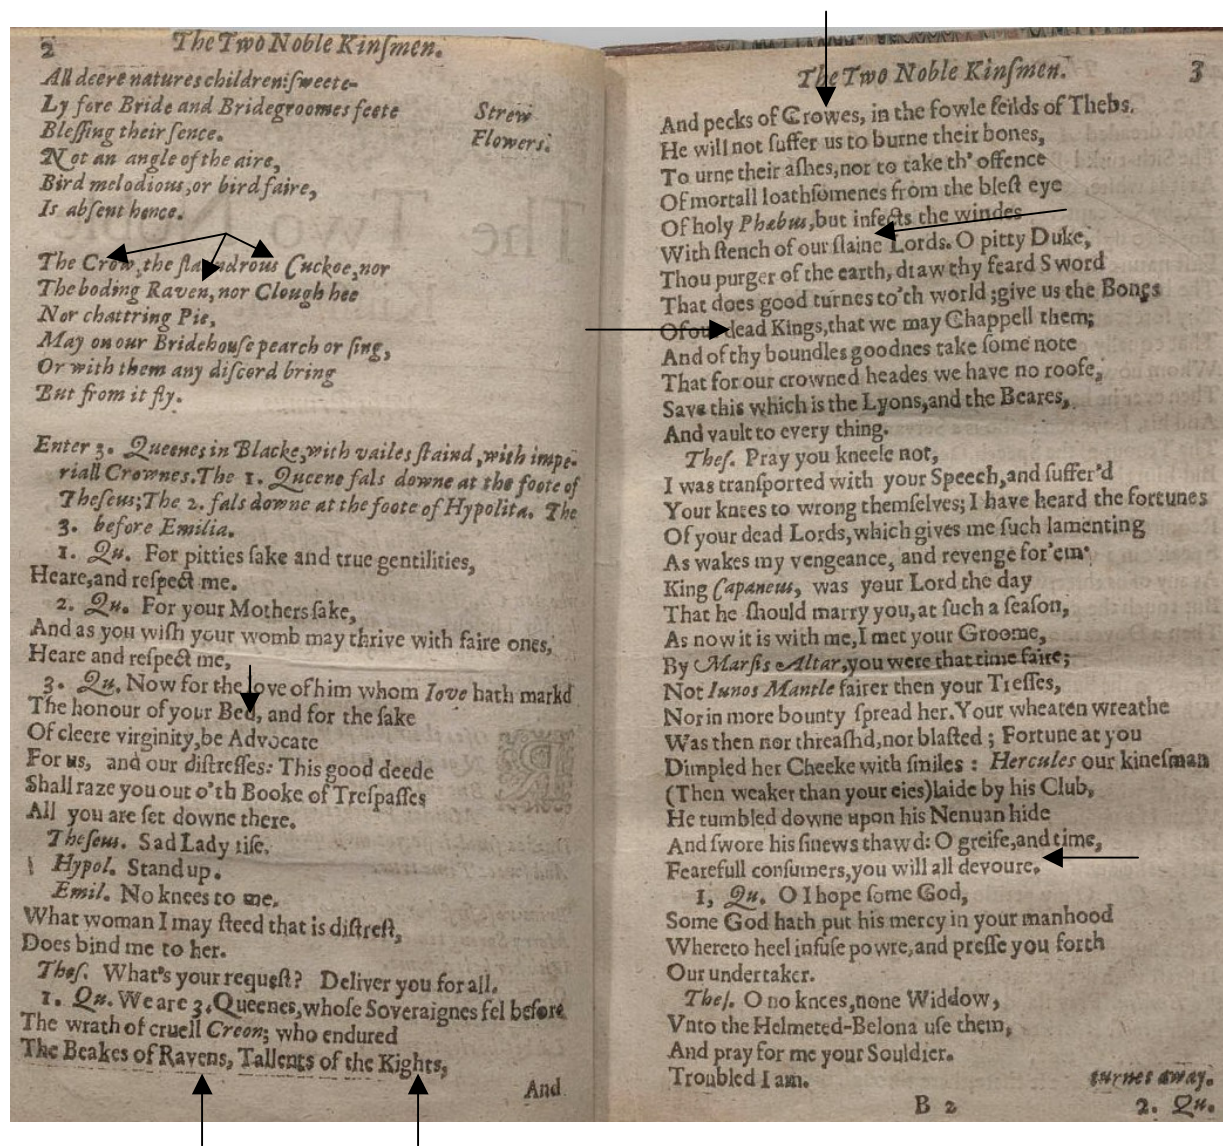 2 The Two Noble Kinſmen.
All deere natures children:ſweete-
Ly fore Bride and Bridegroomes feete Strew
Bleſſing their ſence. Flowers.
Not an angle of the aire,
Bird melodious,or bird faire,
Is abſent hence.
The Crow,the ſlaundrous Cuckoe,nor
The boding Raven,nor Clough hee
Nor chattring Pie,
May on our Bridehouſe pearch or ſing,
Or with them any diſcord bring
But from it fly.
Enter 3. Queenes in Blacke,with vailes ſtaind,with impe-
riall Crownes.The 1. Queene fals downe at the foote of
Theſeus;The 2. fals downe at the foote of Hypolita. The
3. before Emilia.
1. Qu. For pitties ſake and true gentilities,
Heare,and reſpect me.
2. Qu. For your Mothers ſake,
And as you wiſh your womb may thrive with faire ones,
Heare and reſpect me,
3. Qu. Now for the love of him whom Iove hath markd
The honour of your Bed, and for the ſake
Of cleere virginity,be Advocate
For us, and our diſtreſſes: This good deede
Shall raze you out o'th Booke of Treſpaſſes
All you are ſet downe there.
Theſeus. Sad Lady riſe.
Hypol. Stand up.
Emil. No knees to me.
What woman I may ſteed that is diſtreſt,
Does bind me to her.
Theſ. What's your requeſt? Deliver you for all.
1. Qu. We are 3.Queenes,whoſe Soveraignes fel before
The wrath of cruell Creon; who endured
The Beakes of Ravens, Tallents of the Kights,
And
The Two Noble Kinſmen. 3
And pecks of Crowes, in the fowle feilds of Thebs.
He will not ſuffer us to burne their bones,
To urne their aſhes,nor to take th' offence
Of mortall loathſomenes from the bleſt eye
Of holy Phæbus,but infects the windes
With ſtench of our ſlaine Lords. O pitty Duke,
Thou purger of the earth, draw thy feard Sword
That does good turnes to'th world ;give us the Bones
Of our dead Kings,that we may Chappell them;
And of thy boundles goodnes take ſome note
That for our crowned heades we have no roofe,
Save this which is the Lyons,and the Beares,
And vault to every thing.
Theſ. Pray you kneele not,
I was tranſported with your Speech,and ſuffer'd
Your knees to wrong themſelves; I have heard the fortunes
Of your dead Lords,which gives me ſuch lamenting
As wakes my vengeance, and revenge for'em·
King Capaneus, was your Lord the day
That he ſhould marry you,at ſuch a ſeaſon,
As now it is with me,I met your Groome,
By Marſis Altar,you were that time faire;
Not Iunos Mantle fairer then your Treſſes,
Nor in more bounty ſpread her.Your wheaten wreathe
Was then nor threaſhd,nor blaſted ; Fortune at you
Dimpled her Cheeke with ſmiles : Hercules our kineſman
(Then weaker than your eies)laide by his Club,
He tumbled downe upon his Nenuan hide
And ſwore his ſinews thawd: O greife,and time,
Fearefull conſumers,you will all devoure.
1, Qu. O I hope ſome God,
Some God hath put his mercy in your manhood
Whereto heel infuſe powre,and preſſe you forth
Our undertaker.
Theſ. O no knees,none Widdow,
Vnto the Helmeted-Belona uſe them,
And pray for me your Souldier.
Troubled I am. turnes away.
B 2 2. Qu.